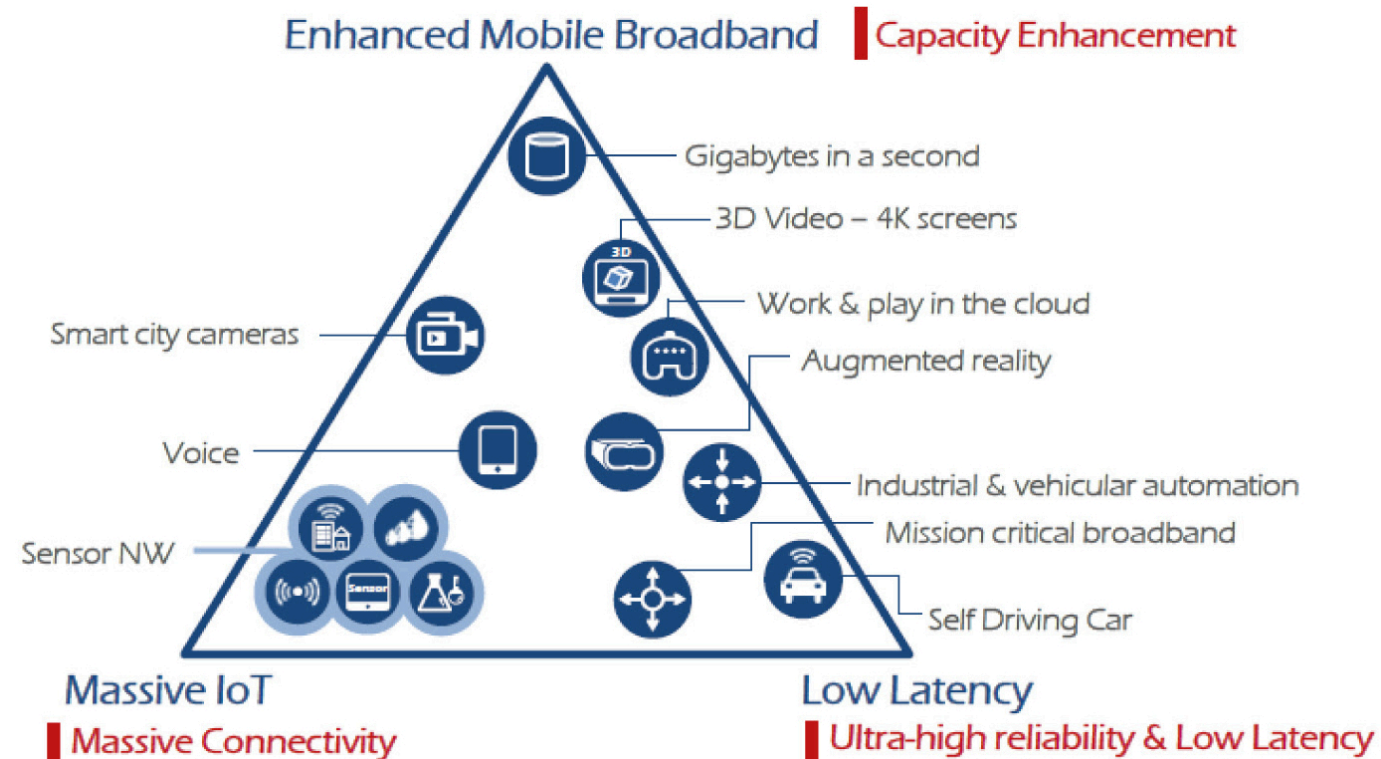 Enhanced Mobile Broadband
Capacity Enhancement
Gigabytes in a second
3D Video – 4K screens
3D
Work & play in the cloud
Smart city cameras
Augmented reality
Voice
Industrial & vehicular automation
Mission critical broadband
Sensor NW
Sensor
Self Driving Car
Massive IoT
Low Latency
Massive Connectivity
Ultra-high reliability & Low Latency